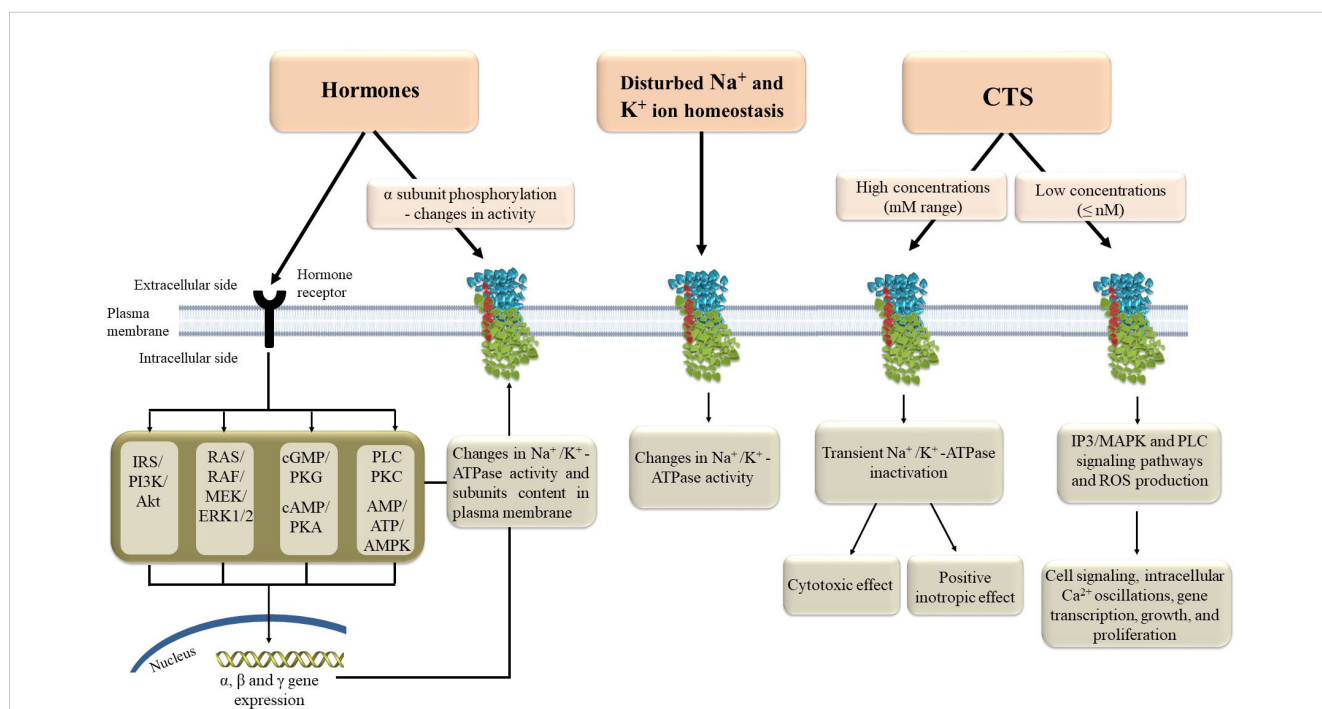 Hormones
Disturbed Na⁺ and
K⁺ ion homeostasis
CTS
α subunit phosphorylation
- changes in activity
High concentrations
(mM range)
Low concentrations
(≤ nM)
Extracellular side
Hormone
receptor
Plasma
membrane
Intracellular side
IRS/
PI3K/
Akt
RAS/
RAF/
MEK/
ERK1/2
cGMP/
PKG
cAMP/
PKA
PLC
PKC
AMP/
ATP/
AMPK
Changes in Na⁺/K⁺-
ATPase activity and
subunits content in
plasma membrane
Changes in Na⁺/K⁺-
ATPase activity
Transient Na⁺/K⁺-ATPase
inactivation
IP3/MAPK and PLC
signaling pathways
and ROS production
Cytotoxic effect
Positive
inotropic effect
Cell signaling, intracellular
Ca²⁺ oscillations, gene
transcription, growth, and
proliferation
Nucleus
α, β and γ gene
expression